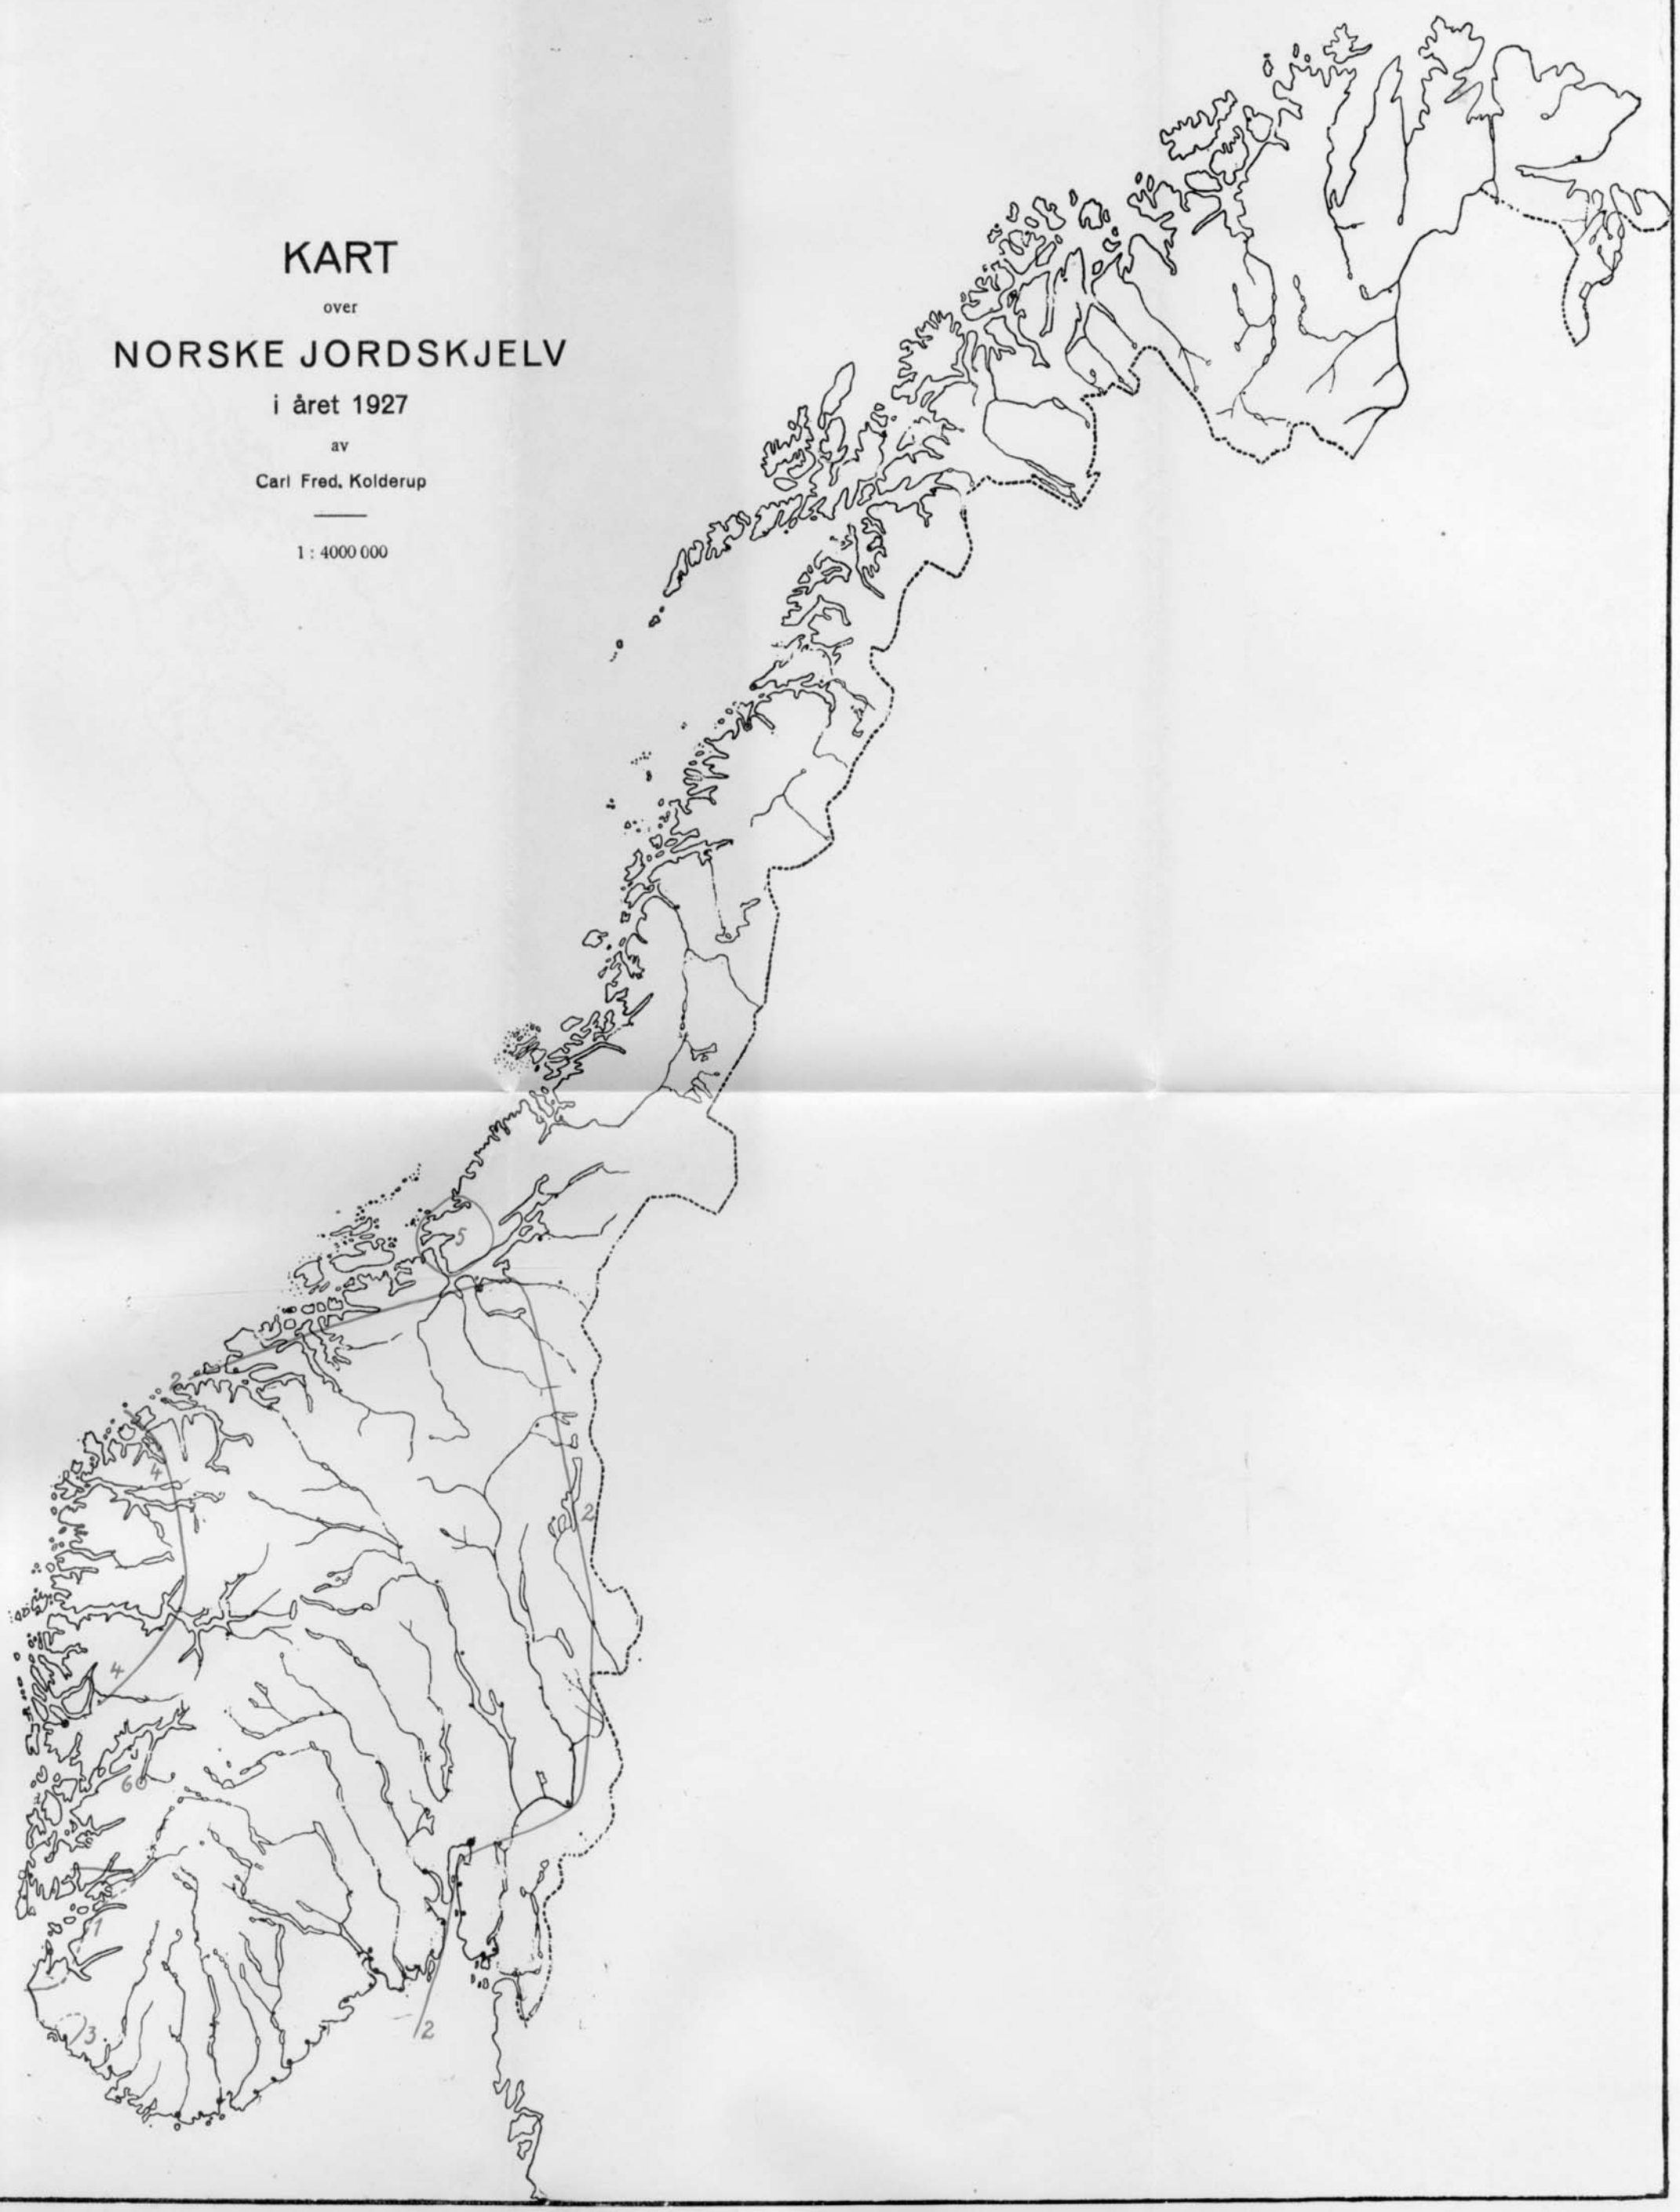 KART
over
NORSKE JORDSKJELV
i året 1927
av
Carl Fred. Kolderup
1 : 4000 000
5
2
4
2
4
6
1
3
2